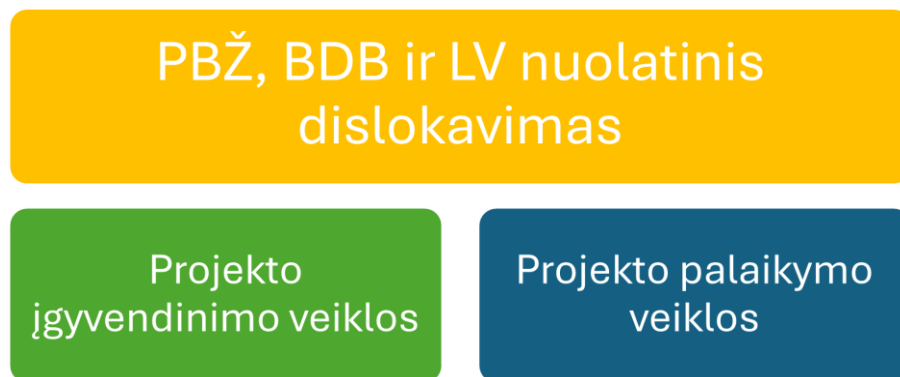 PBŽ, BDB ir LV nuolatinis
dislokavimas
Projekto
įgyvendinimo veiklos
Projekto palaikymo
veiklos